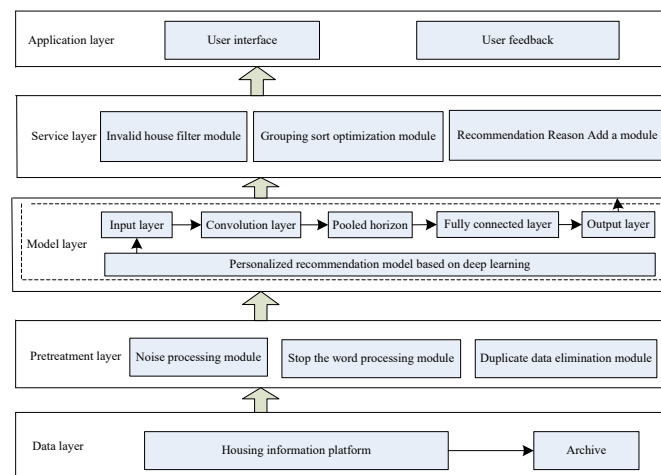 Application layer
User interface
User feedback
Service layer
Invalid house filter module
Grouping sort optimization module
Recommendation Reason Add a module
Model layer
Input layer
Convolution layer
Pooled horizon
Fully connected layer
Output layer
Personalized recommendation model based on deep learning
Pretreatment layer
Noise processing module
Stop the word processing module
Duplicate data elimination module
Data layer
Housing information platform
Archive